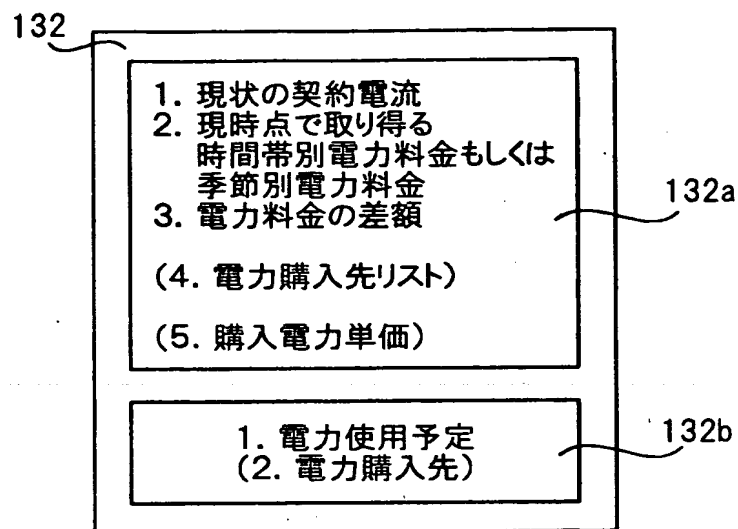 132
1. 現状の契約電流
2. 現時点で取り得る
時間帯別電力料金もしくは
季節別電力料金
3. 電力料金の差額
132a
(4. 電力購入先リスト)
(5. 購入電力単価)
1. 電力使用予定
132b
(2. 電力購入先)